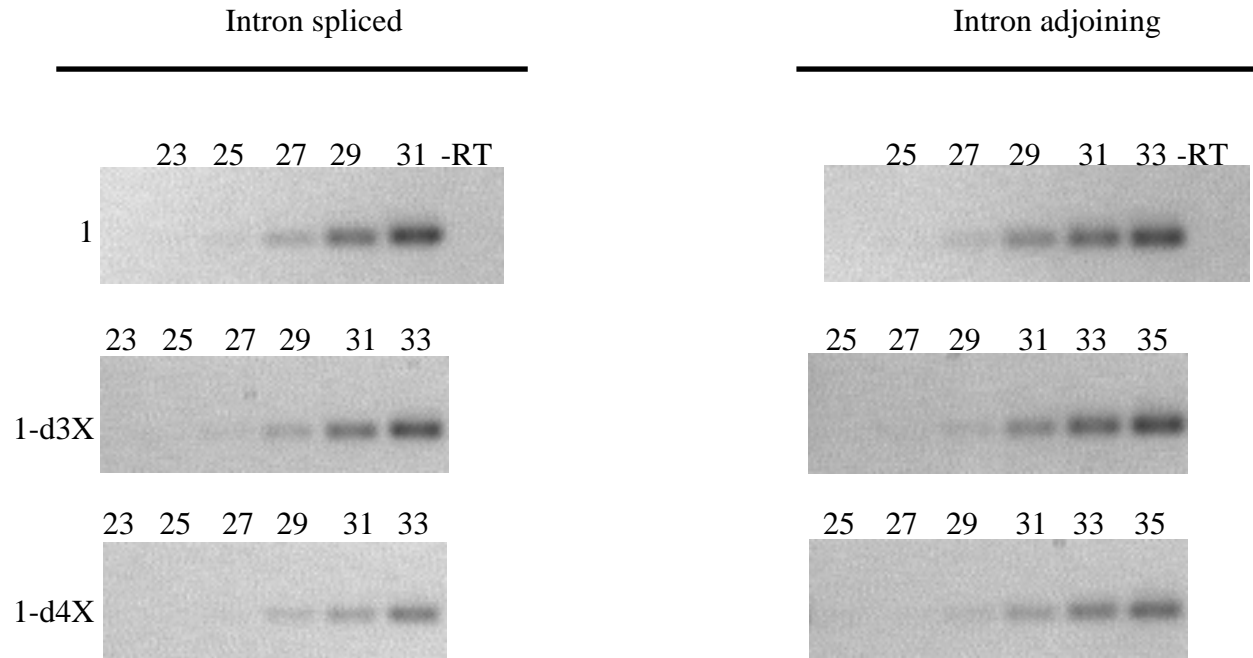 Intron spliced
Intron adjoining
23 25 27 29 31 -RT
25 27 29 31 33 -RT
1
23 25 27 29 31 33
25 27 29 31 33 35
1-d3X
23 25 27 29 31 33
25 27 29 31 33 35
1-d4X